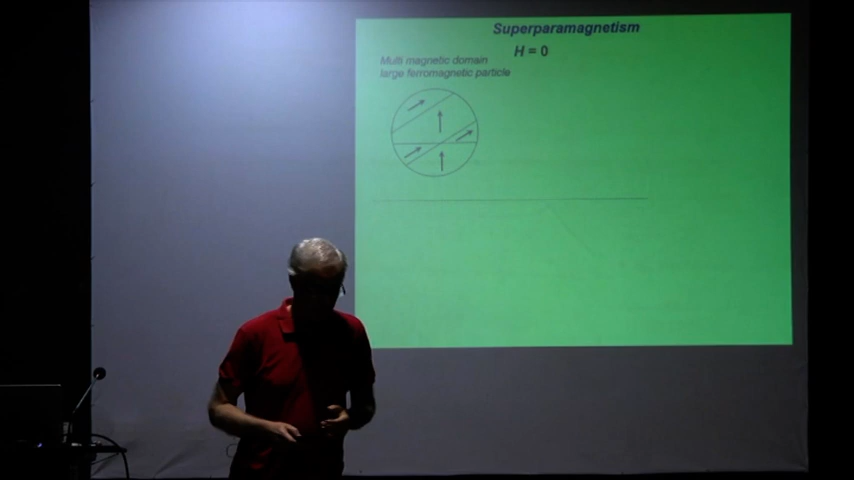 Superparamagnetism
H = 0
Multi magnetic domain
large ferromagnetic particle